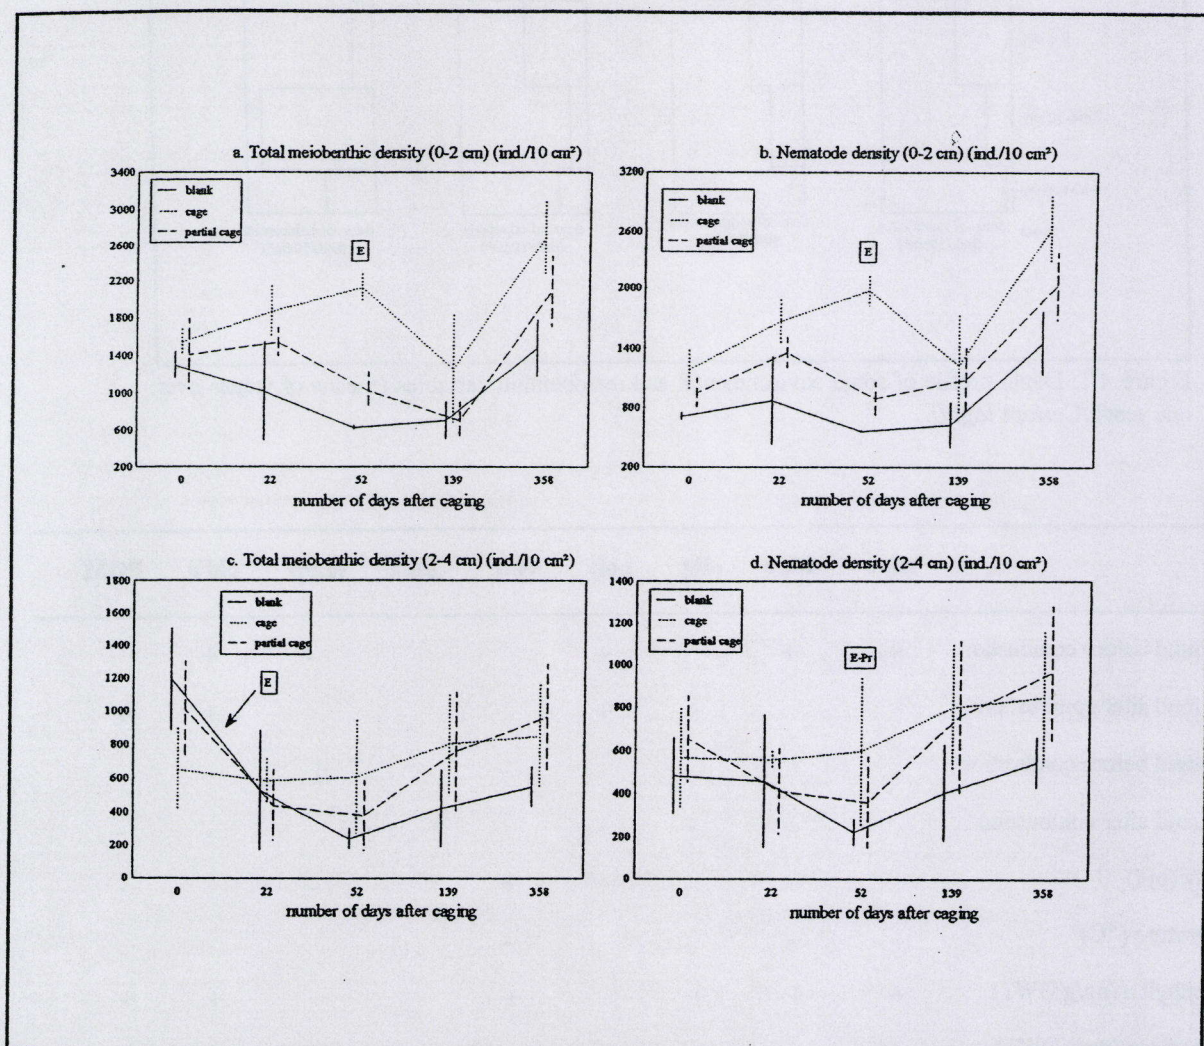 a. Total meiobenthic density (0-2 cm) (ind./10 cm²)
3400
3000
2600
2200
1800
1400
1000
600
200
blank
cage
partial cage
E
0 22 52 139 358
number of days after caging
b. Nematode density (0-2 cm) (ind./10 cm²)
3200
2600
2000
1400
800
200
blank
cage
partial cage
E
0 22 52 139 358
number of days after caging
c. Total meiobenthic density (2-4 cm) (ind./10 cm²)
1800
1600
1400
1200
1000
800
600
400
200
0
blank
cage
partial cage
E
0 22 52 139 358
number of days after caging
d. Nematode density (2-4 cm) (ind./10 cm²)
1400
1200
1000
800
600
400
200
0
blank
cage
partial cage
E-Pr
0 22 52 139 358
number of days after caging